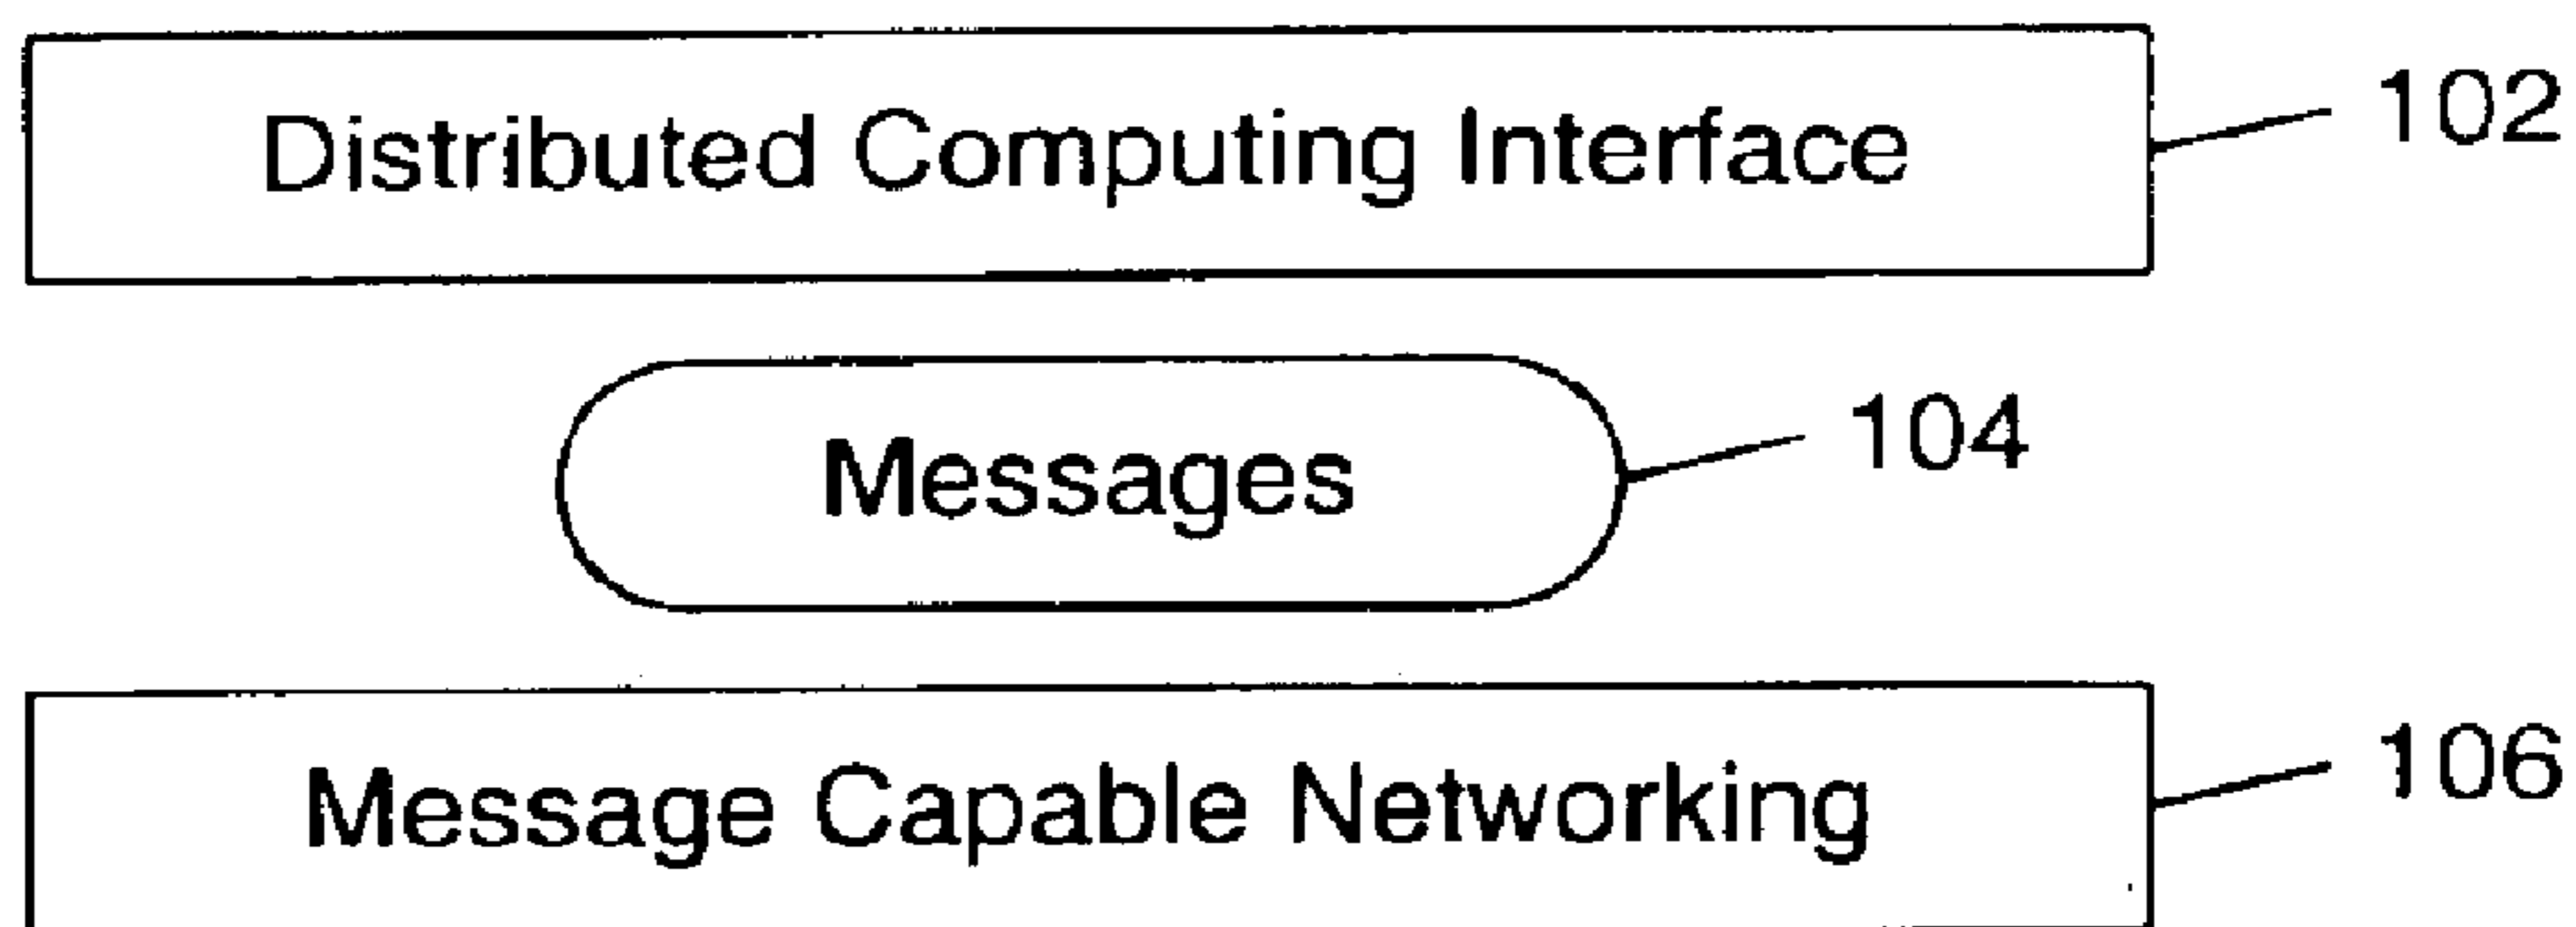 Distributed Computing Interface 102
Messages 104
Message Capable Networking 106